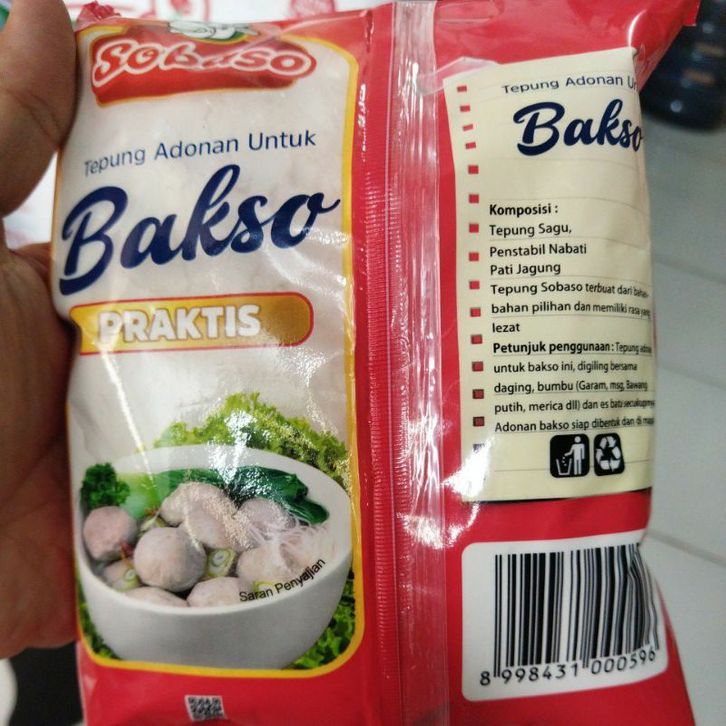 Sobaso
Tepung Adonan Untuk
Bakso
PRAKTIS
Saran Penyajian
Tepung Adonan
Bakso
Komposisi :
Tepung Sagu,
Penstabil Nabati
Pati Jagung
Tepung Sobaso terbuat dari bahan-
bahan pilihan dan memiliki rasa yang
lezat
Petunjuk penggunaan : Tepung adonan
untuk bakso ini, digiling bersama
daging, bumbu (Garam, msg, Bawang
putih, merica dll) dan es batu secukupnya
Adonan bakso siap dibentuk dan di
8 998431 000596